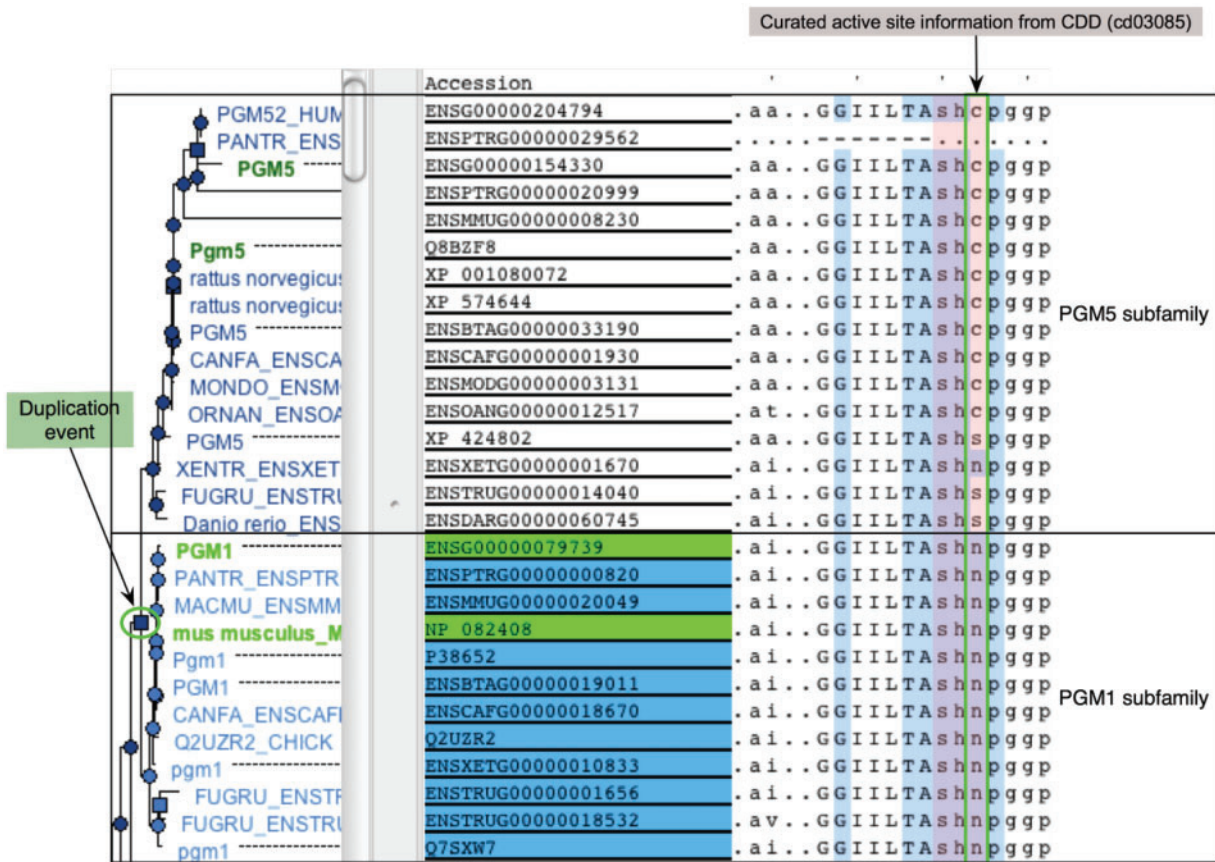 Curated active site information from CDD (cd03085)
Accession ' ' ' '
PGM52_HUM ENSG00000204794 .aa..GGIILTAshcpggp
PANTR_ENS ENSPTRG00000029562 .....--------......
PGM5 ENSG00000154330 .aa..GGIILTAshcpggp
ENSPTRG00000020999 .aa..GGIILTAshcpggp
ENSMMUG00000008230 .aa..GGIILTAshcpggp
Pgm5 Q8BZF8 .aa..GGIILTAshcpggp
rattus norvegicus XP 001080072 .aa..GGIILTAshcpggp
rattus norvegicus XP 574644 .aa..GGIILTAshcpggp
PGM5 subfamily
PGM5 ENSBTAG00000033190 .aa..GGIILTAshcpggp
CANFA_ENSCA ENSCAFG00000001930 .aa..GGIILTAshcpggp
MONDO_ENSM ENSMODG00000003131 .aa..GGIILTAshcpggp
ORNAN_ENSOA ENSOANG00000012517 .at..GGIILTAshcpggp
Duplication
event
PGM5 XP 424802 .aa..GGIILTAshspggp
XENTR_ENSXET ENSXETG00000001670 .ai..GGIILTAshnpggp
FUGRU_ENSTRU ENSTRUG00000014040 .ai..GGIILTAshspggp
Danio rerio_ENS ENSDARG00000060745 .ai..GGIILTAshspggp
PGM1 ENSG00000079739 .ai..GGIILTAshnpggp
PANTR_ENSPTR ENSPTRG00000000820 .ai..GGIILTAshnpggp
MACMU_ENSMM ENSMMUG00000020049 .ai..GGIILTAshnpggp
mus musculus_M NP 082408 .ai..GGIILTAshnpggp
Pgm1 P38652 .ai..GGIILTAshnpggp
PGM1 subfamily
PGM1 ENSBTAG00000019011 .ai..GGIILTAshnpggp
CANFA_ENSCAF ENSCAFG00000018670 .ai..GGIILTAshnpggp
Q2UZR2_CHICK Q2UZR2 .ai..GGIILTAshnpggp
pgm1 ENSXETG00000010833 .ai..GGIILTAshnpggp
FUGRU_ENSTR ENSTRUG00000001656 .ai..GGIILTAshnpggp
FUGRU_ENSTRU ENSTRUG00000018532 .av..GGIILTAshnpggp
pgm1 Q7SXW7 .ai..GGIILTAshnpggp